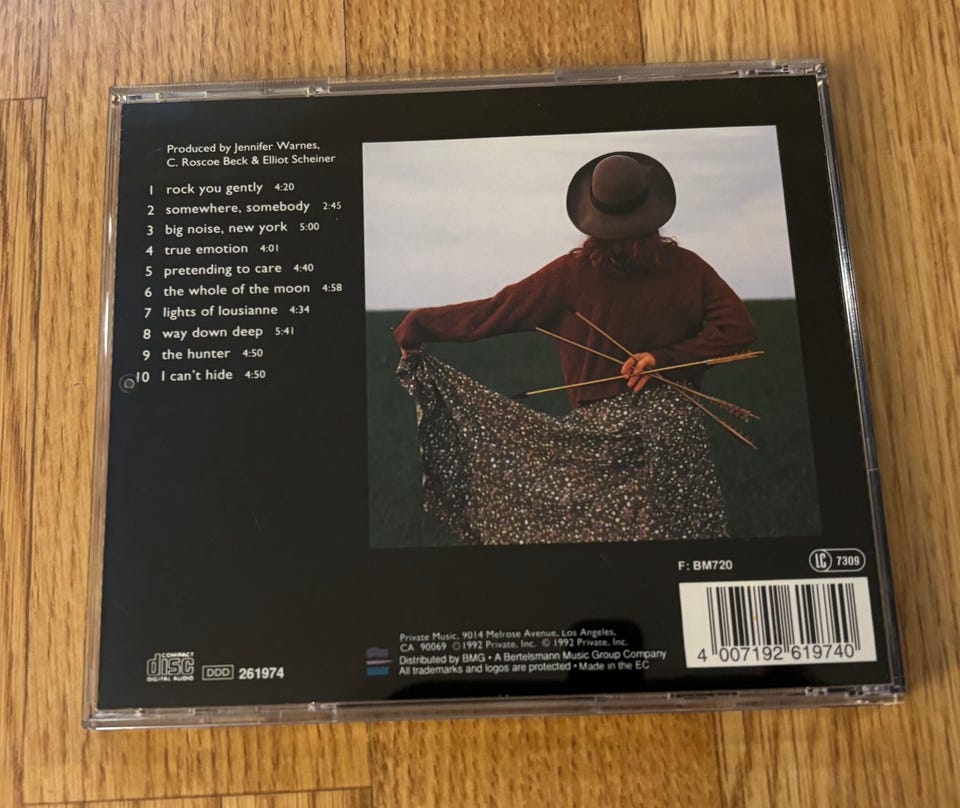 Produced by Jennifer Warnes,
C. Roscoe Beck & Elliot Scheiner
1 rock you gently 4:20
2 somewhere, somebody 2:45
3 big noise, new york 5:00
4 true emotion 4:01
5 pretending to care 4:40
6 the whole of the moon 4:58
7 lights of lousianne 4:34
8 way down deep 5:41
9 the hunter 4:50
10 I can't hide 4:50
F: BM720
LC 7309
Private Music, 9014 Melrose Avenue, Los Angeles,
CA 90069 ℗1992 Private, Inc. © 1992 Private, Inc.
Distributed by BMG • A Bertelsmann Music Group Company
All trademarks and logos are protected • Made in the EC
4 007192 619740
COMPACT
disc
DIGITAL AUDIO
DDD 261974